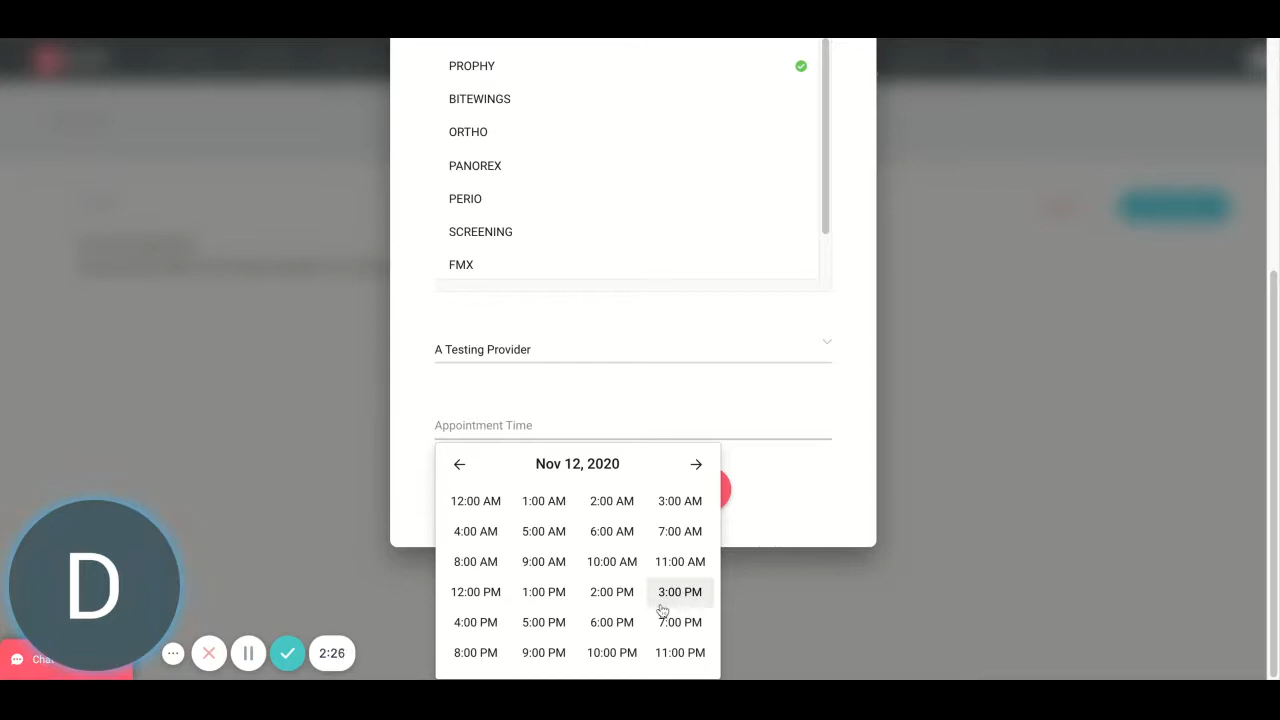 PROPHY
BITEWINGS
ORTHO
PANOREX
PERIO
SCREENING
FMX
A Testing Provider
Appointment Time
Nov 12, 2020
12:00 AM 1:00 AM 2:00 AM 3:00 AM
4:00 AM 5:00 AM 6:00 AM 7:00 AM
8:00 AM 9:00 AM 10:00 AM 11:00 AM
12:00 PM 1:00 PM 2:00 PM 3:00 PM
4:00 PM 5:00 PM 6:00 PM 7:00 PM
8:00 PM 9:00 PM 10:00 PM 11:00 PM
D
Chat
2:26